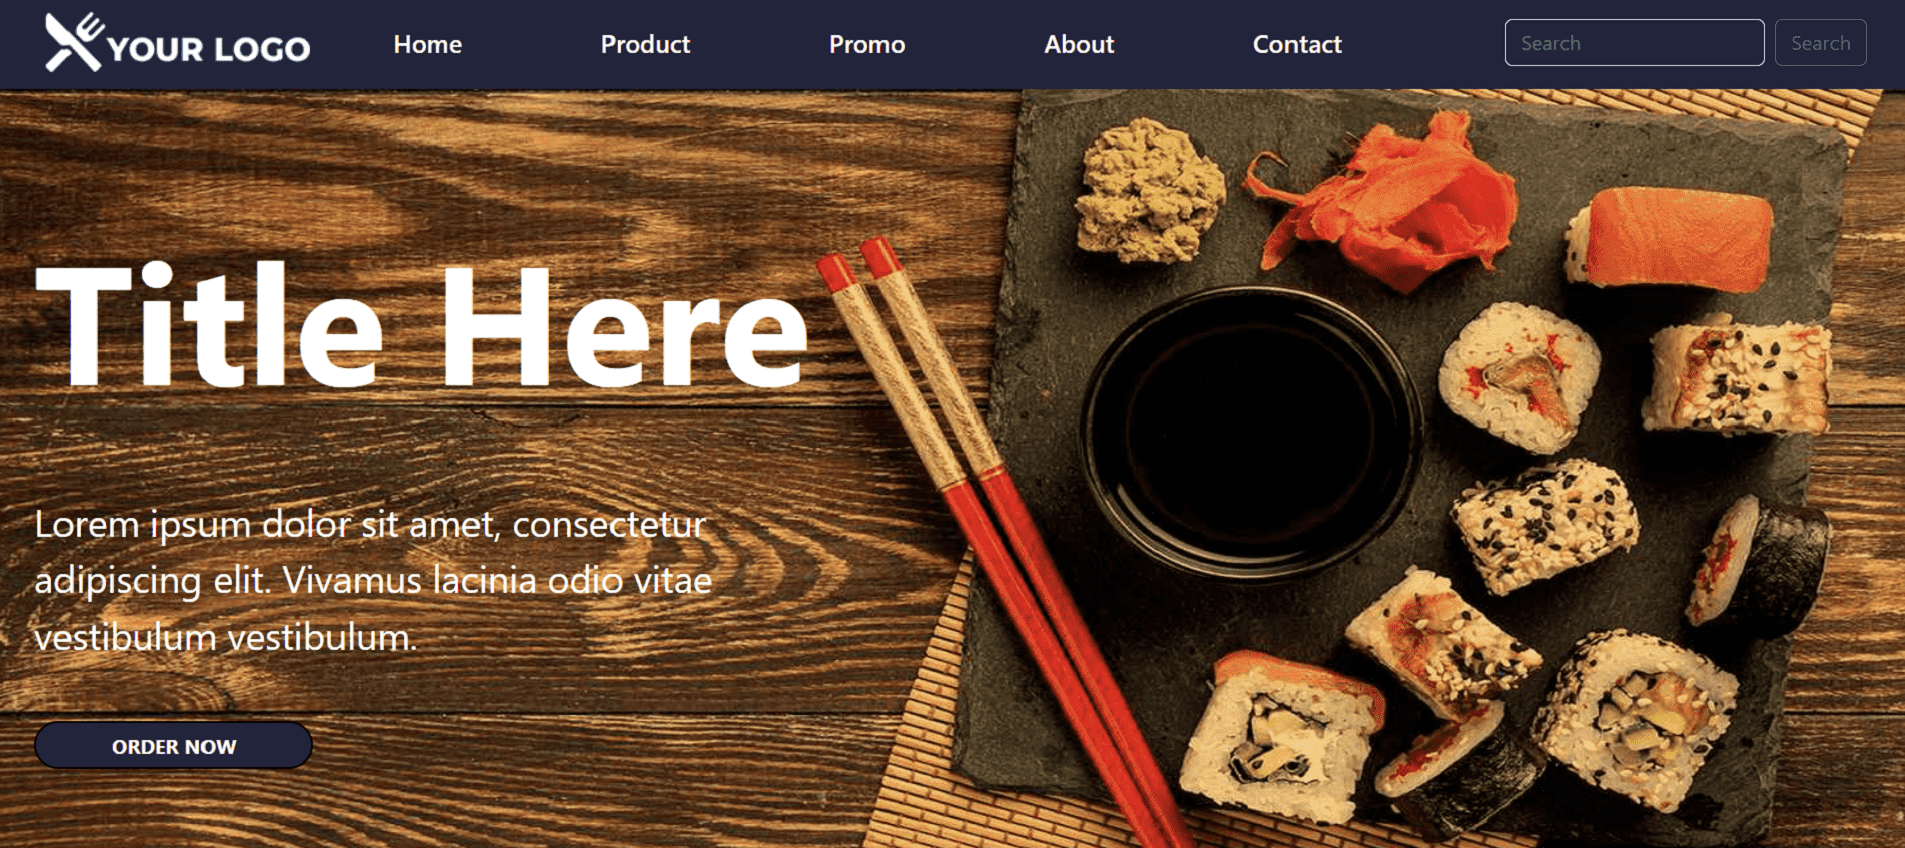 YOUR LOGO
Home
Product
Promo
About
Contact
Search
Search
Title Here
Lorem ipsum dolor sit amet, consectetur
adipiscing elit. Vivamus lacinia odio vitae
vestibulum vestibulum.
ORDER NOW